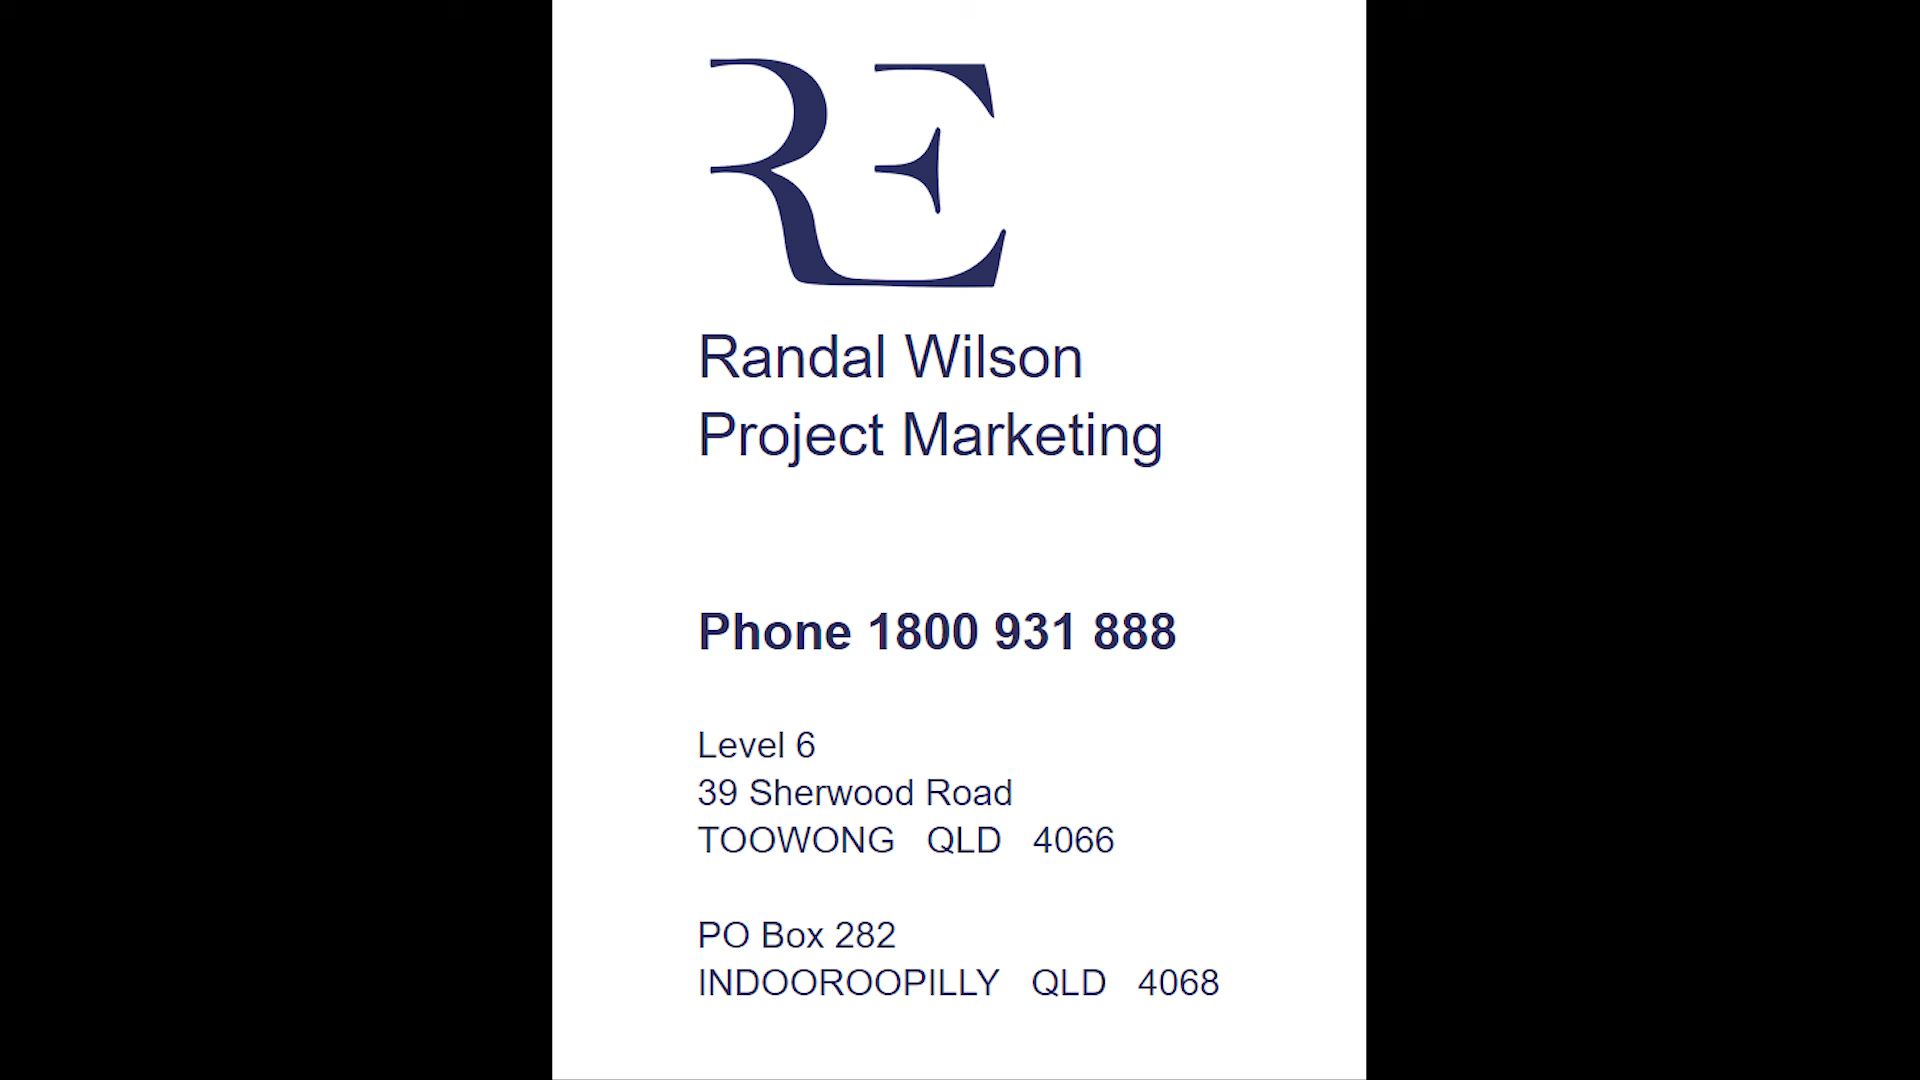 RE
Randal Wilson
Project Marketing
Phone 1800 931 888
Level 6
39 Sherwood Road
TOOWONG QLD 4066
PO Box 282
INDOOROOPILLY QLD 4068